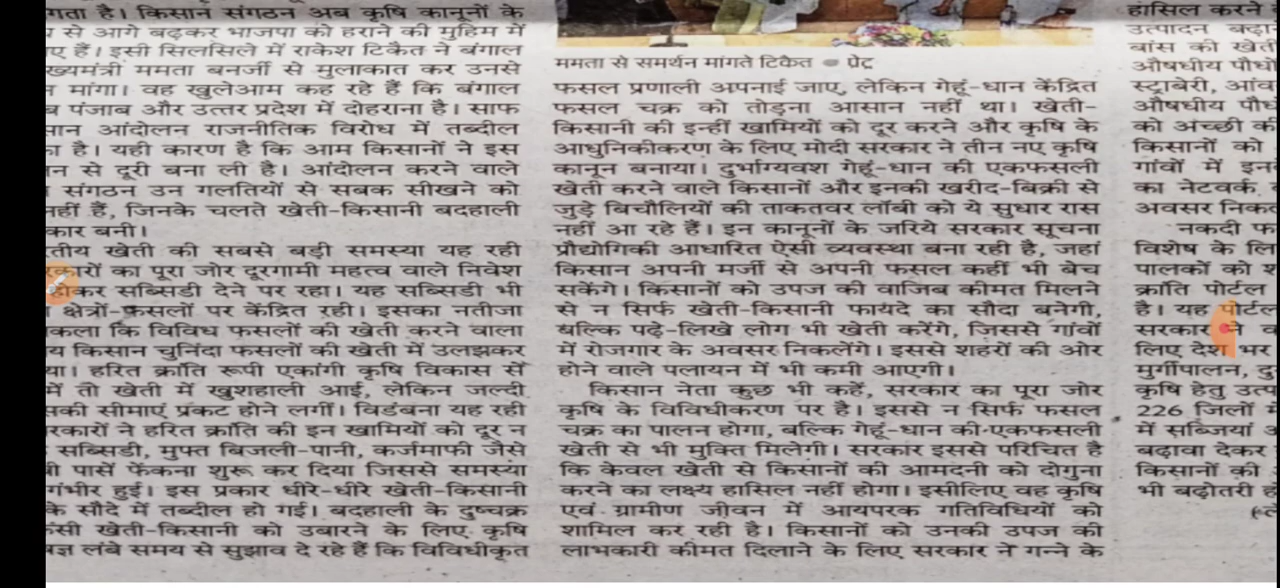 गता है। किसान संगठन अब कृषि कानूनों के
से आगे बढ़कर भाजपा को हराने की मुहिम में
ए हैं। इसी सिलसिले में राकेश टिकैत ने बंगाल
ख्यमंत्री ममता बनर्जी से मुलाकात कर उनसे
न मांगा। वह खुलेआम कह रहे हैं कि बंगाल
ब पंजाब और उत्तर प्रदेश में दोहराना है। साफ
सान आंदोलन राजनीतिक विरोध में तब्दील
का है। यही कारण है कि आम किसानों ने इस
न से दूरी बना ली है। आंदोलन करने वाले
संगठन उन गलतियों से सबक सीखने को
नहीं हैं, जिनके चलते खेती-किसानी बदहाली
कार बनी।
तीय खेती की सबसे बड़ी समस्या यह रही
रकारों का पूरा जोर दूरगामी महत्व वाले निवेश
होकर सब्सिडी देने पर रहा। यह सब्सिडी भी
क्षेत्रों-फसलों पर केंद्रित रही। इसका नतीजा
कला कि विविध फसलों की खेती करने वाला
य किसान चुनिंदा फसलों की खेती में उलझकर
या। हरित क्रांति रूपी एकांगी कृषि विकास से
में तो खेती में खुशहाली आई, लेकिन जल्दी
सकी सीमाएं प्रकट होने लगीं। विडंबना यह रही
रकारों ने हरित क्रांति की इन खामियों को दूर न
सब्सिडी, मुफ्त बिजली-पानी, कर्जमाफी जैसे
ी पासें फेंकना शुरू कर दिया जिससे समस्या
गंभीर हुई। इस प्रकार धीरे-धीरे खेती-किसानी
के सौदे में तब्दील हो गई। बदहाली के दुष्चक्र
ंसी खेती-किसानी को उबारने के लिए कृषि
षज्ञ लंबे समय से सुझाव दे रहे हैं कि विविधीकृत
ममता से समर्थन मांगते टिकैत ● प्रेट्र
फसल प्रणाली अपनाई जाए, लेकिन गेहूं-धान केंद्रित
फसल चक्र को तोड़ना आसान नहीं था। खेती-
किसानी की इन्हीं खामियों को दूर करने और कृषि के
आधुनिकीकरण के लिए मोदी सरकार ने तीन नए कृषि
कानून बनाया। दुर्भाग्यवश गेहूं-धान की एकफसली
खेती करने वाले किसानों और इनकी खरीद-बिक्री से
जुड़े बिचौलियों की ताकतवर लॉबी को ये सुधार रास
नहीं आ रहे हैं। इन कानूनों के जरिये सरकार सूचना
प्रौद्योगिकी आधारित ऐसी व्यवस्था बना रही है, जहां
किसान अपनी मर्जी से अपनी फसल कहीं भी बेच
सकेंगे। किसानों को उपज की वाजिब कीमत मिलने
से न सिर्फ खेती-किसानी फायदे का सौदा बनेगी,
बल्कि पढ़े-लिखे लोग भी खेती करेंगे, जिससे गांवों
में रोजगार के अवसर निकलेंगे। इससे शहरों की ओर
होने वाले पलायन में भी कमी आएगी।
किसान नेता कुछ भी कहें, सरकार का पूरा जोर
कृषि के विविधीकरण पर है। इससे न सिर्फ फसल
चक्र का पालन होगा, बल्कि गेहूं-धान की एकफसली
खेती से भी मुक्ति मिलेगी। सरकार इससे परिचित है
कि केवल खेती से किसानों की आमदनी को दोगुना
करने का लक्ष्य हासिल नहीं होगा। इसीलिए वह कृषि
एवं ग्रामीण जीवन में आयपरक गतिविधियों को
शामिल कर रही है। किसानों को उनकी उपज की
लाभकारी कीमत दिलाने के लिए सरकार ने गन्ने के
हासिल करने
उत्पादन बढ़ा
बांस की खेती
औषधीय पौधो
स्ट्राबेरी, आंव
औषधीय पौध
को अच्छी की
किसानों को
गांवों में इन
का नेटवर्क,
अवसर निक
नकदी फ
विशेष के लि
पालकों को श
क्रांति पोर्टल
है। यह पोर्टल
सरकार ने
लिए देश भर
मुर्गीपालन, दु
कृषि हेतु उत्प
226 जिलों में
में सब्जियां
बढ़ावा देकर
किसानों की
भी बढ़ोतरी ह